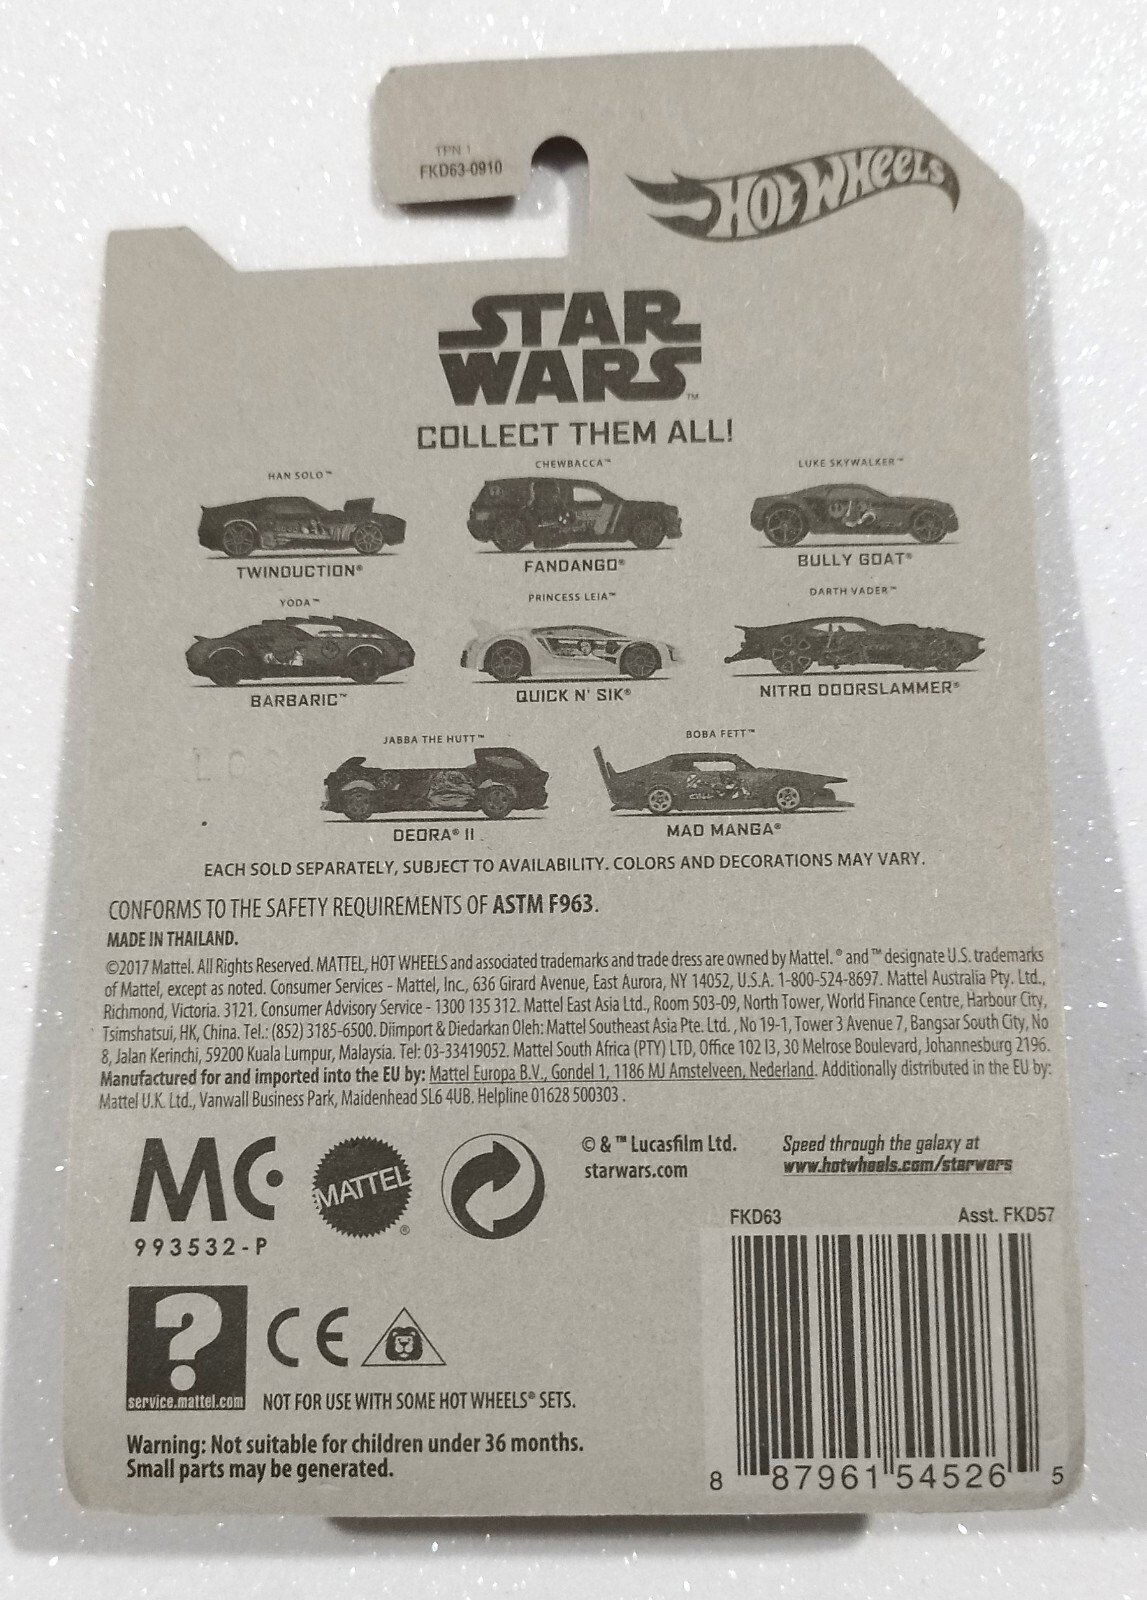 TPN 1
FKD63-0910
HOT WHEELS
STAR
WARS™
COLLECT THEM ALL!
HAN SOLO™
CHEWBACCA™
LUKE SKYWALKER™
TWINDUCTION®
FANDANGO®
BULLY GOAT®
YODA™
PRINCESS LEIA™
DARTH VADER™
BARBARIC™
QUICK N' SIK®
NITRO DOORSLAMMER®
JABBA THE HUTT™
BOBA FETT™
DEORA® II
MAD MANGA®
EACH SOLD SEPARATELY, SUBJECT TO AVAILABILITY. COLORS AND DECORATIONS MAY VARY.
CONFORMS TO THE SAFETY REQUIREMENTS OF ASTM F963.
MADE IN THAILAND.
©2017 Mattel. All Rights Reserved. MATTEL, HOT WHEELS and associated trademarks and trade dress are owned by Mattel. ® and ™ designate U.S. trademarks
of Mattel, except as noted. Consumer Services - Mattel, Inc., 636 Girard Avenue, East Aurora, NY 14052, U.S.A. 1-800-524-8697. Mattel Australia Pty. Ltd.,
Richmond, Victoria. 3121. Consumer Advisory Service - 1300 135 312. Mattel East Asia Ltd., Room 503-09, North Tower, World Finance Centre, Harbour City,
Tsimshatsui, HK, China. Tel.: (852) 3185-6500. Diimport & Diedarkan Oleh: Mattel Southeast Asia Pte. Ltd. , No 19-1, Tower 3 Avenue 7, Bangsar South City, No
8, Jalan Kerinchi, 59200 Kuala Lumpur, Malaysia. Tel: 03-33419052. Mattel South Africa (PTY) LTD, Office 102 I3, 30 Melrose Boulevard, Johannesburg 2196.
Manufactured for and imported into the EU by: Mattel Europa B.V., Gondel 1, 1186 MJ Amstelveen, Nederland. Additionally distributed in the EU by:
Mattel U.K. Ltd., Vanwall Business Park, Maidenhead SL6 4UB. Helpline 01628 500303 .
MC
993532-P
MATTEL®
© & ™ Lucasfilm Ltd.
starwars.com
Speed through the galaxy at
www.hotwheels.com/starwars
FKD63
Asst. FKD57
?
service.mattel.com
CE
NOT FOR USE WITH SOME HOT WHEELS® SETS.
Warning: Not suitable for children under 36 months.
Small parts may be generated.
8 87961 54526 5